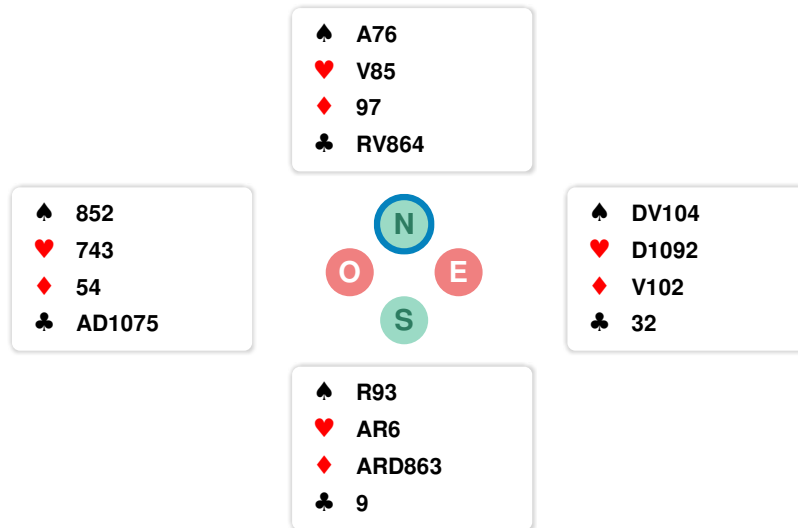 ♠ A76
♥ V85
♦ 97
♣ RV864
♠ 852
♥ 743
♦ 54
♣ AD1075
N
O E
S
♠ DV104
♥ D1092
♦ V102
♣ 32
♠ R93
♥ AR6
♦ ARD863
♣ 9